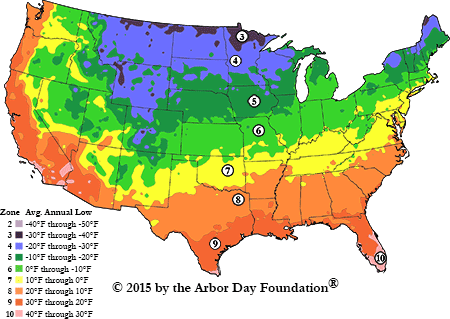 3
4
5
6
7
8
9
10
Zone Avg. Annual Low
2 -40°F through -50°F
3 -30°F through -40°F
4 -20°F through -30°F
5 -10°F through -20°F
6 0°F through -10°F
7 10°F through 0°F
8 20°F through 10°F
9 30°F through 20°F
10 40°F through 30°F
© 2015 by the Arbor Day Foundation®